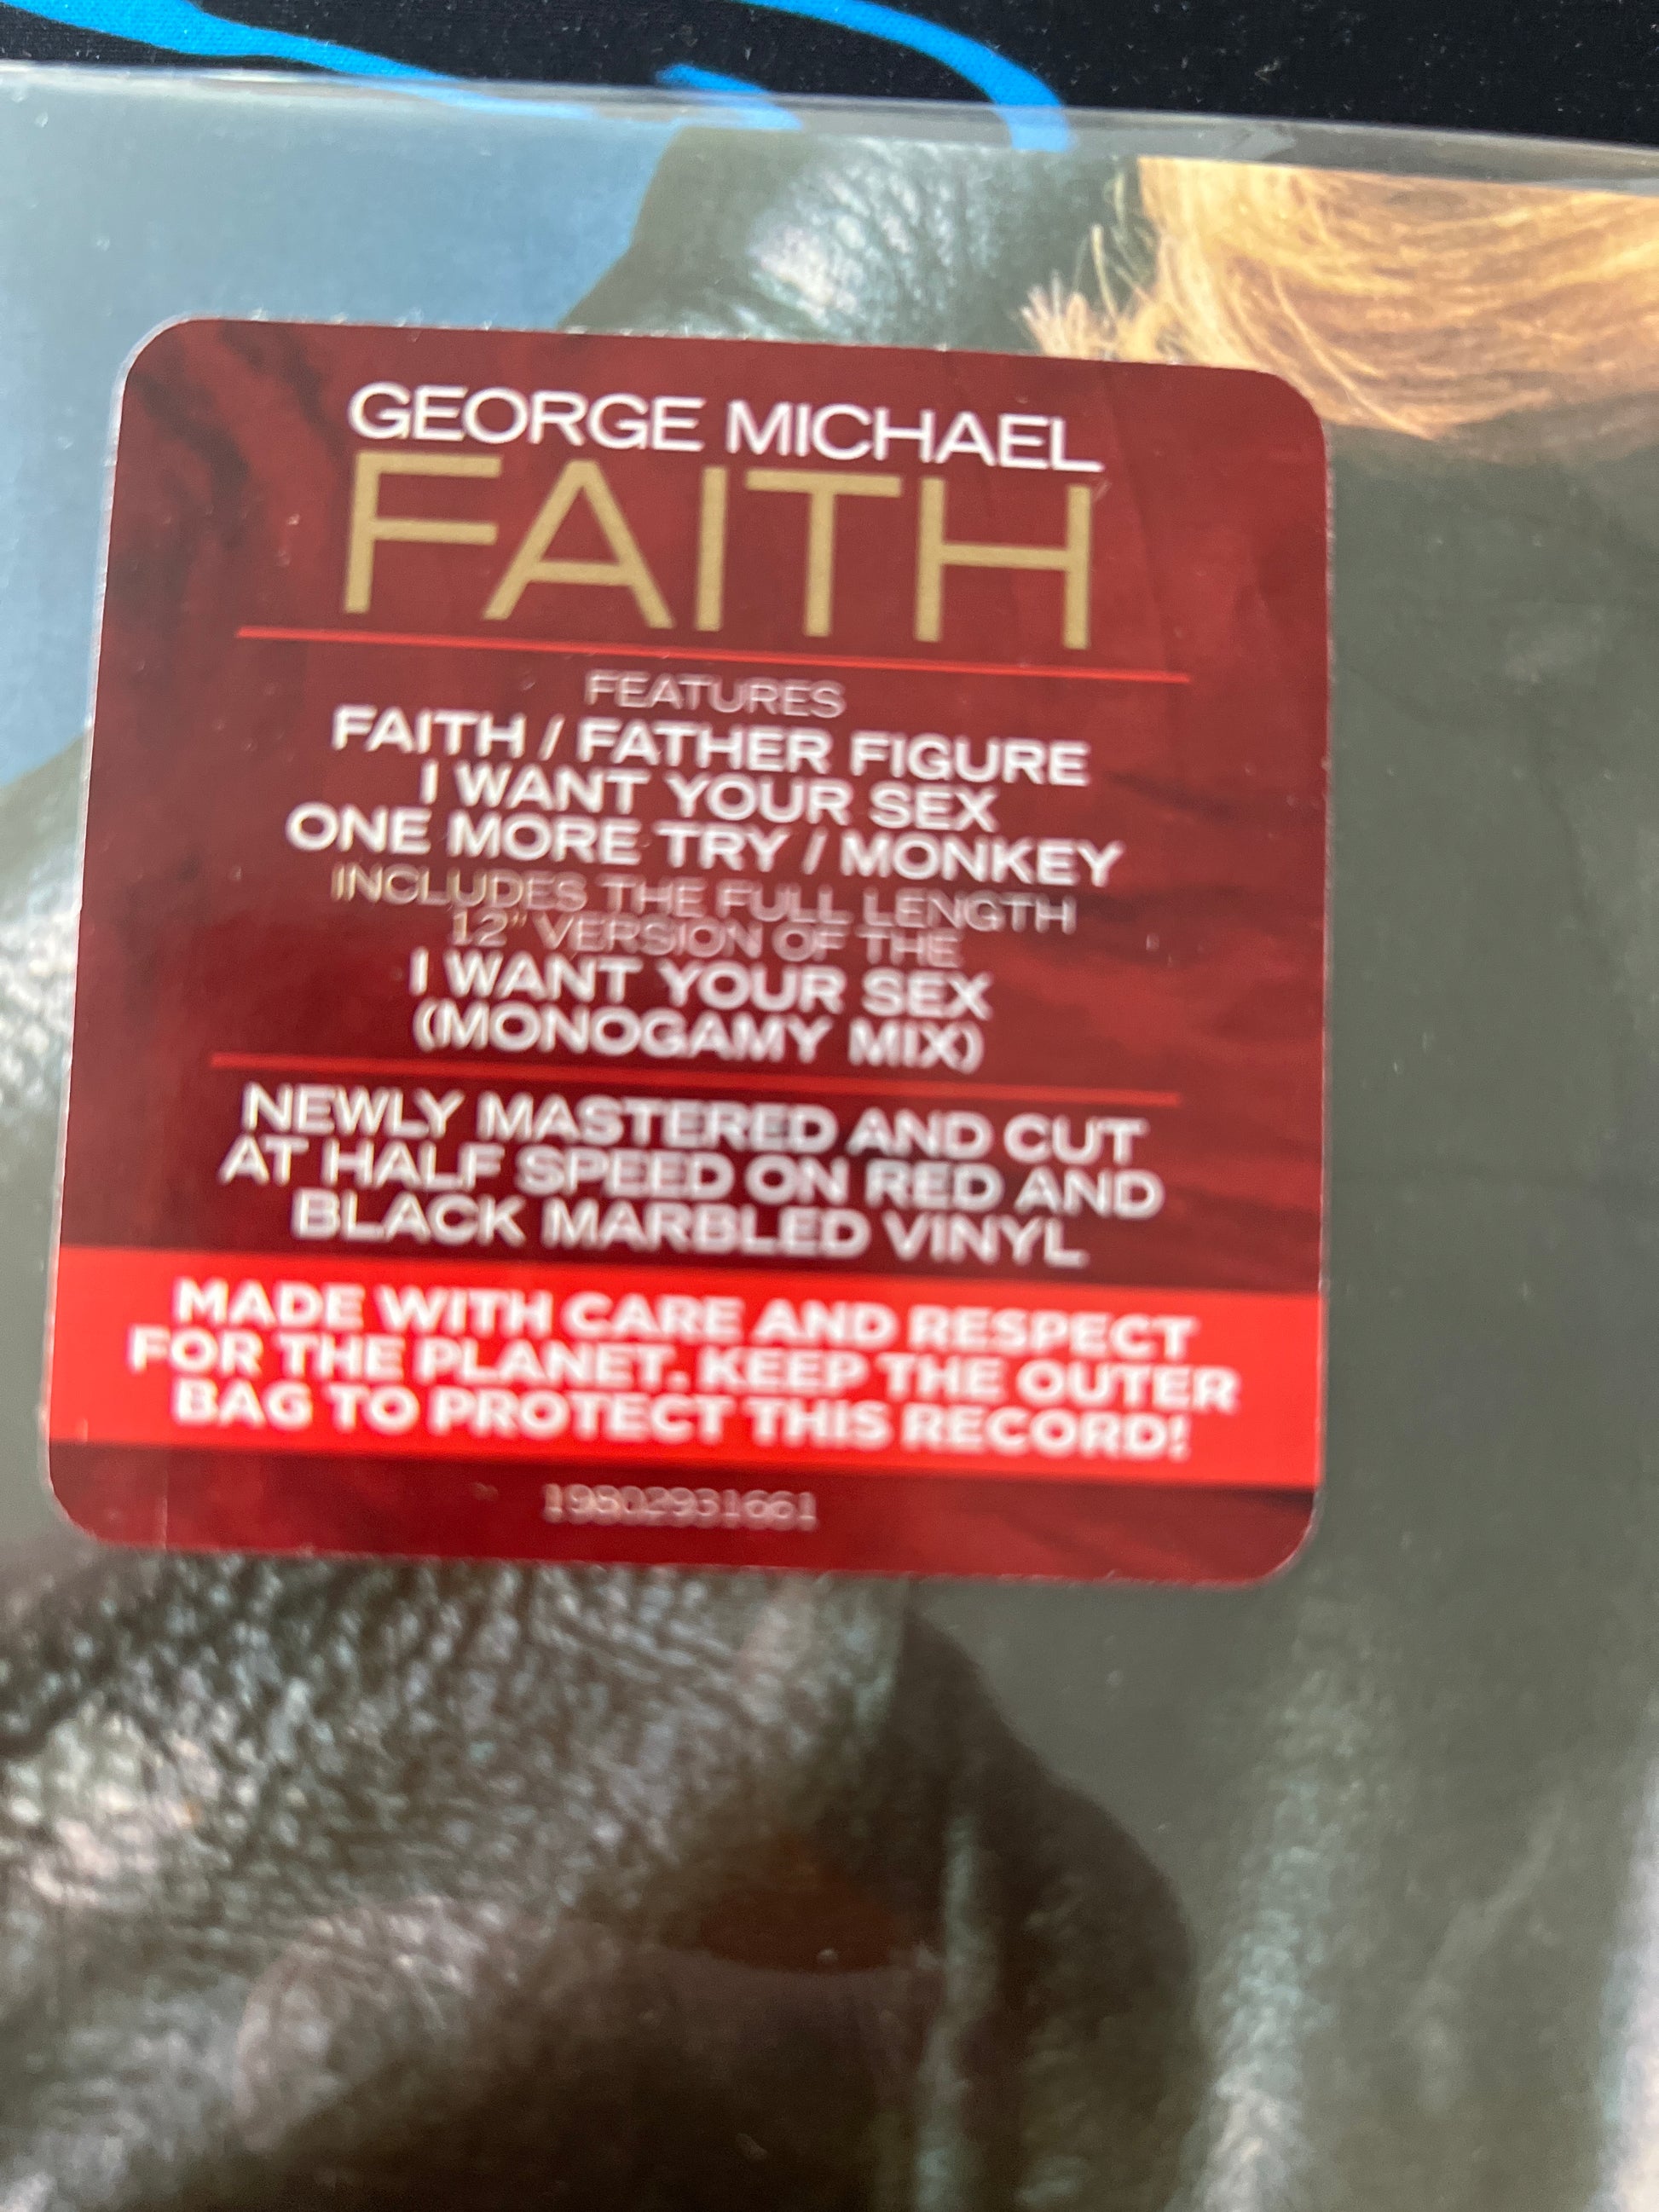 GEORGE MICHAEL
FAITH
FEATURES
FAITH / FATHER FIGURE
I WANT YOUR SEX
ONE MORE TRY / MONKEY
INCLUDES THE FULL LENGTH
12" VERSION OF THE
I WANT YOUR SEX
(MONOGAMY MIX)
NEWLY MASTERED AND CUT
AT HALF SPEED ON RED AND
BLACK MARBLED VINYL
MADE WITH CARE AND RESPECT
FOR THE PLANET. KEEP THE OUTER
BAG TO PROTECT THIS RECORD!
19802931661